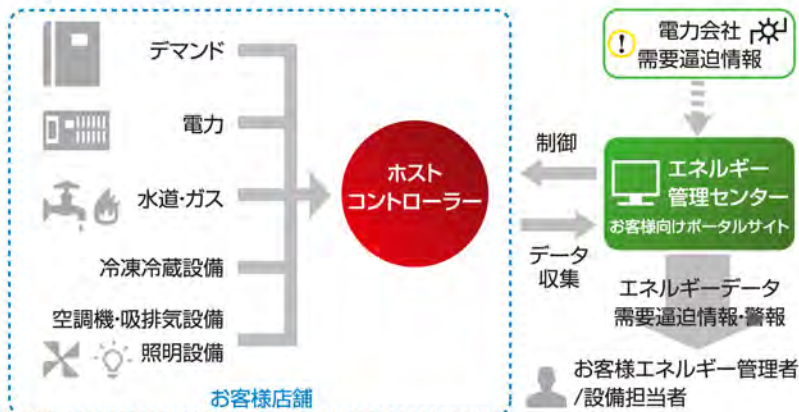 デマンド
電力
水道・ガス
冷凍冷蔵設備
空調機・吸排気設備
照明設備
お客様店舗
ホスト
コントローラー
制御
データ
収集
! 電力会社
需要逼迫情報
エネルギー
管理センター
お客様向けポータルサイト
エネルギーデータ
需要逼迫情報・警報
お客様エネルギー管理者
/設備担当者